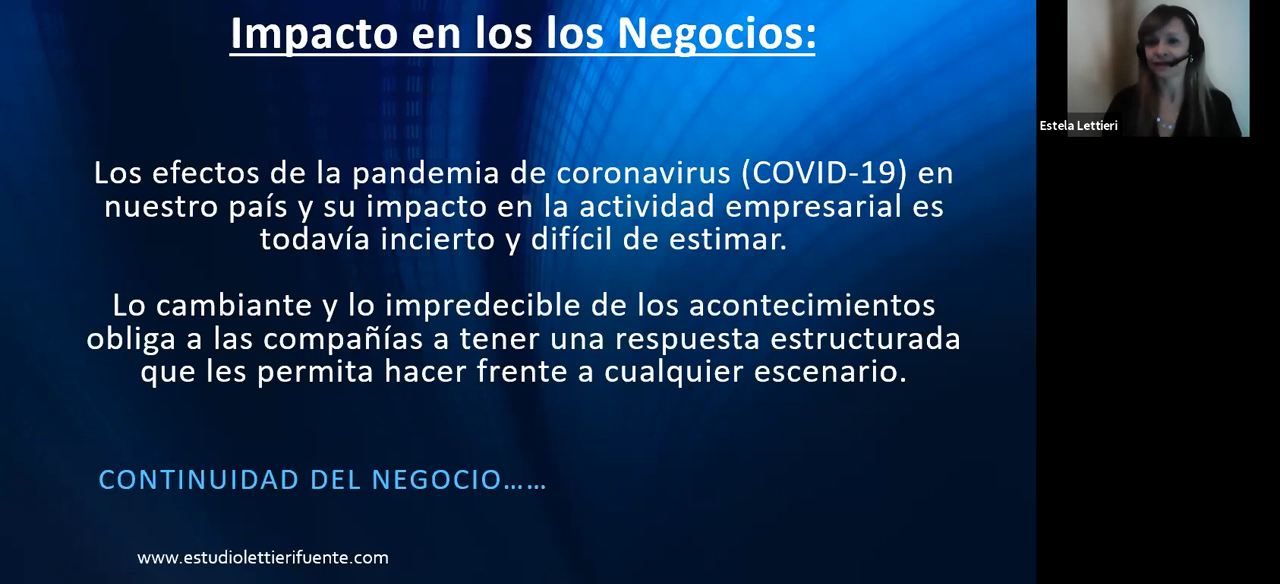 Impacto en los los Negocios:
Los efectos de la pandemia de coronavirus (COVID-19) en
nuestro país y su impacto en la actividad empresarial es
todavía incierto y difícil de estimar.
Lo cambiante y lo impredecible de los acontecimientos
obliga a las compañías a tener una respuesta estructurada
que les permita hacer frente a cualquier escenario.
CONTINUIDAD DEL NEGOCIO……
www.estudiolettierifuente.com
Estela Lettieri